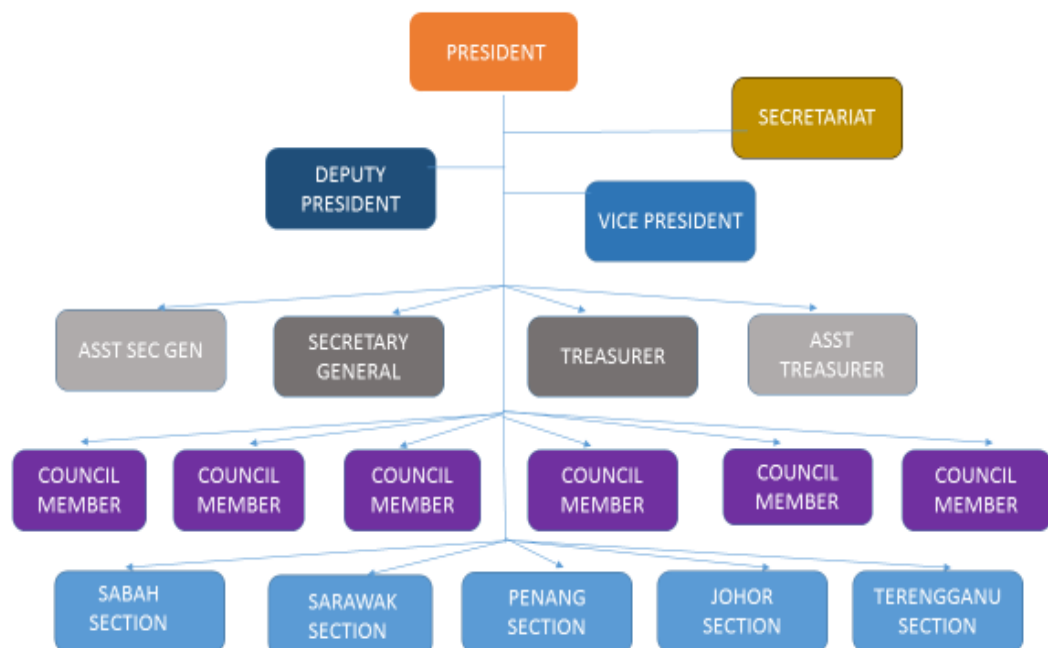 PRESIDENT
SECRETARIAT
DEPUTY
PRESIDENT
VICE PRESIDENT
ASST SEC GEN
SECRETARY
GENERAL
TREASURER
ASST
TREASURER
COUNCIL
MEMBER
COUNCIL
MEMBER
COUNCIL
MEMBER
COUNCIL
MEMBER
COUNCIL
MEMBER
COUNCIL
MEMBER
SABAH
SECTION
SARAWAK
SECTION
PENANG
SECTION
JOHOR
SECTION
TERENGGANU
SECTION